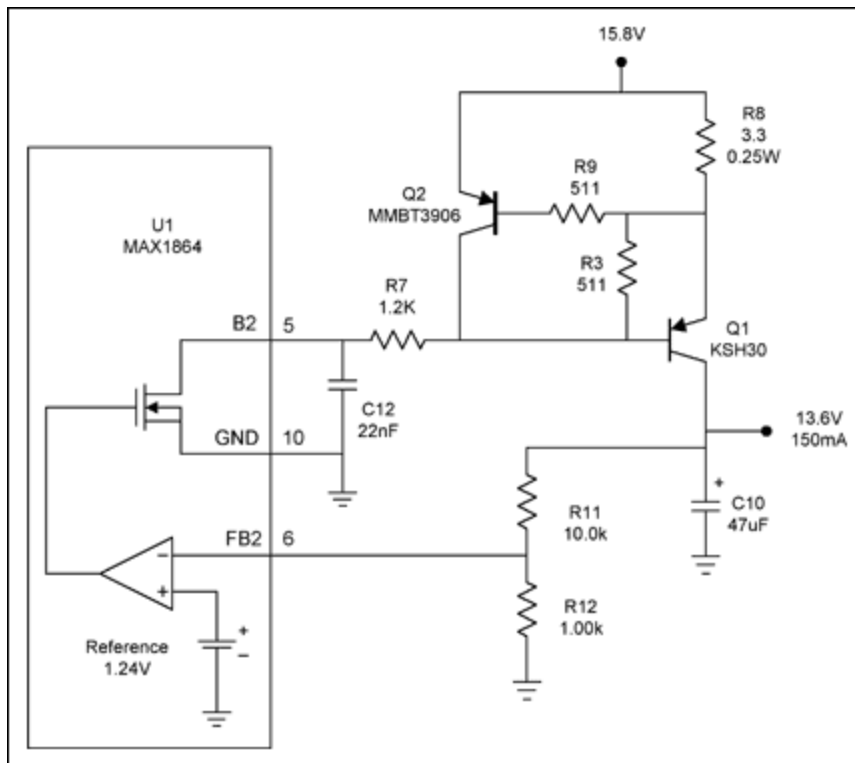 15.8V
R8
3.3
0.25W
R9
511
Q2
MMBT3906
U1
MAX1864
R3
511
R7
1.2K
B2
5
Q1
KSH30
C12
22nF
GND
10
13.6V
150mA
+
C10
47uF
R11
10.0k
FB2
6
−
+
R12
1.00k
Reference
1.24V
+
−